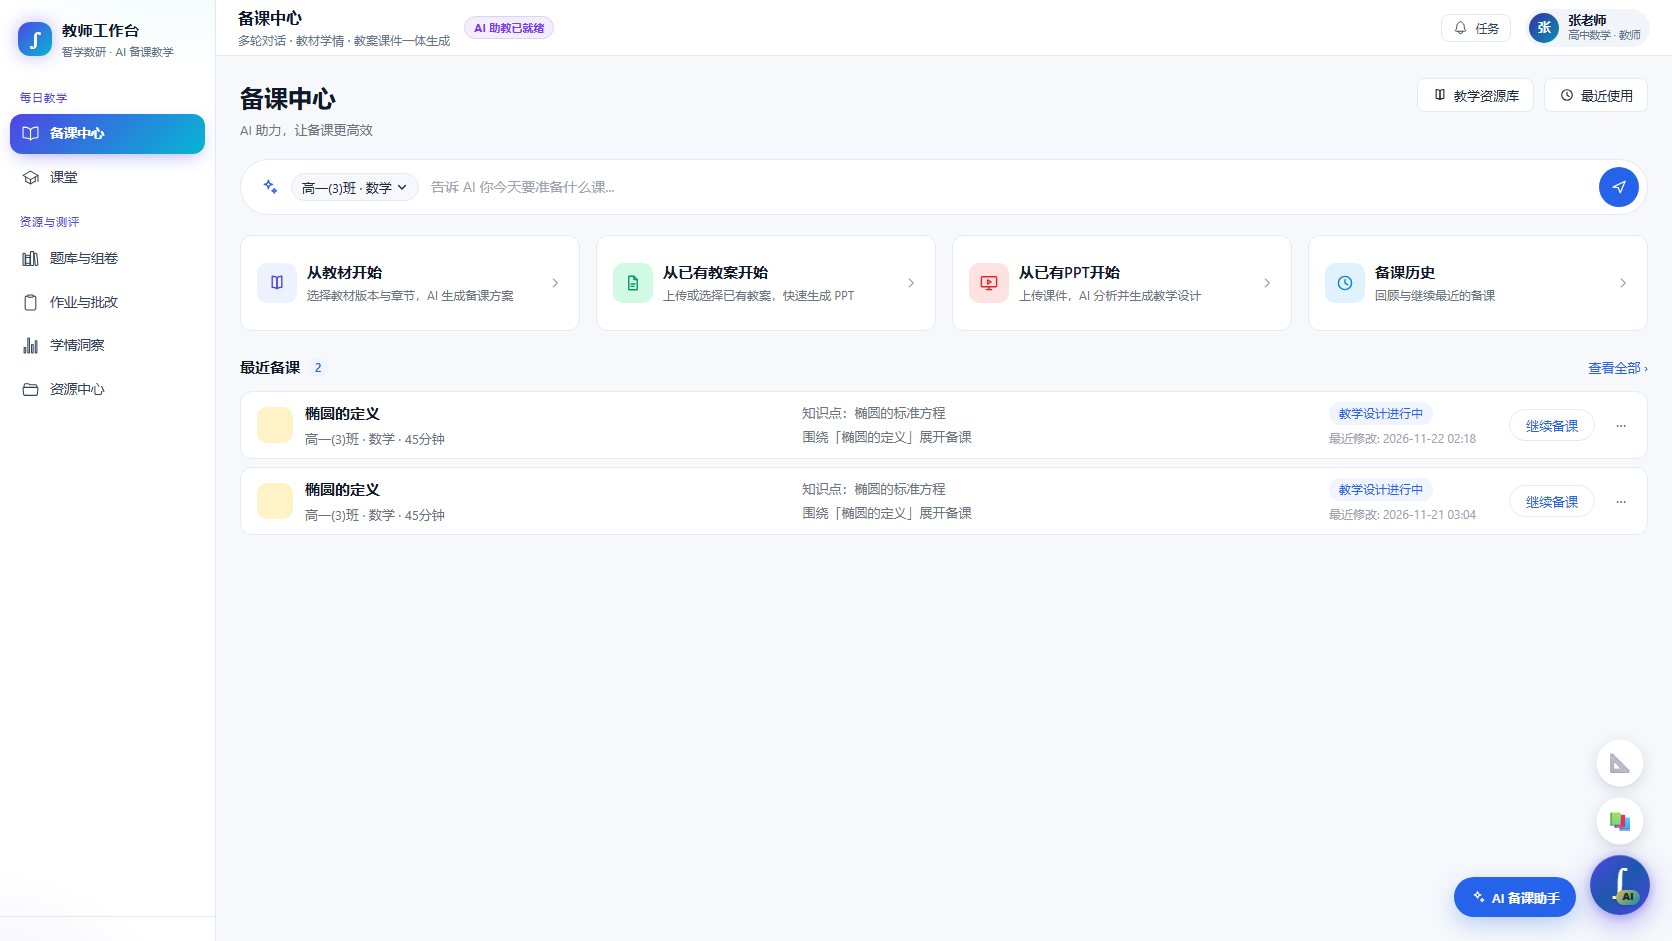 教师工作台
智学数研 · AI 备课教学
每日教学
备课中心
课堂
资源与测评
题库与组卷
作业与批改
学情洞察
资源中心
备课中心
多轮对话 · 教材学情 · 教案课件一体生成
AI 助教已就绪
任务
张
张老师
高中数学 · 教师
备课中心
AI 助力，让备课更高效
教学资源库
最近使用
高一(3)班 · 数学
告诉 AI 你今天要准备什么课...
从教材开始
选择教材版本与章节，AI 生成备课方案
从已有教案开始
上传或选择已有教案，快速生成 PPT
从已有PPT开始
上传课件，AI 分析并生成教学设计
备课历史
回顾与继续最近的备课
最近备课 2
查看全部 ›
椭圆的定义
高一(3)班 · 数学 · 45分钟
知识点：椭圆的标准方程
围绕「椭圆的定义」展开备课
教学设计进行中
最近修改: 2026-11-22 02:18
继续备课
...
椭圆的定义
高一(3)班 · 数学 · 45分钟
知识点：椭圆的标准方程
围绕「椭圆的定义」展开备课
教学设计进行中
最近修改: 2026-11-21 03:04
继续备课
...
AI 备课助手
∫
AI